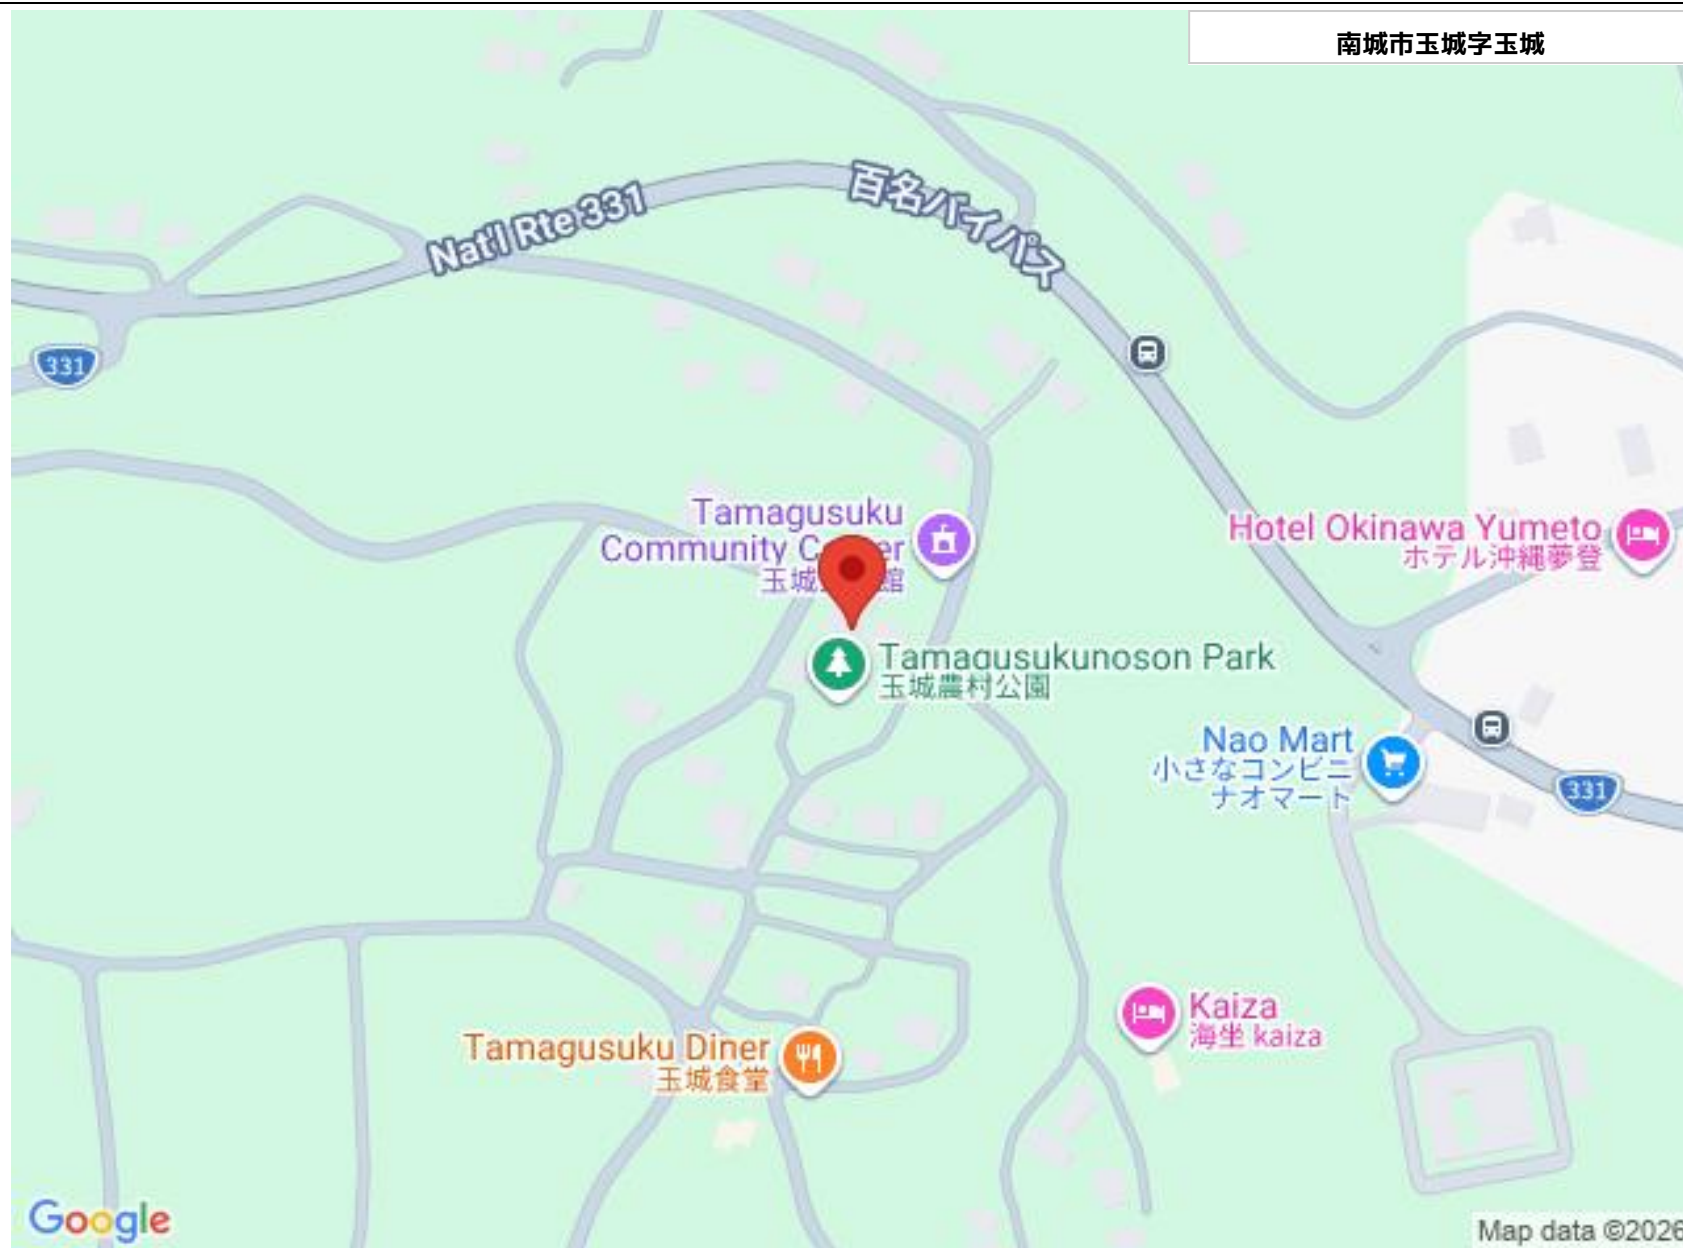 南城市玉城字玉城
Nat'l Rte 331
百名バイパス
331
Tamagusuku
Community C er
玉城 館
Hotel Okinawa Yumeto
ホテル沖縄夢登
Tamagusukunoson Park
玉城農村公園
Nao Mart
小さなコンビニ
ナオマート
331
Kaiza
海坐 kaiza
Tamagusuku Diner
玉城食堂
Google
Map data ©2026